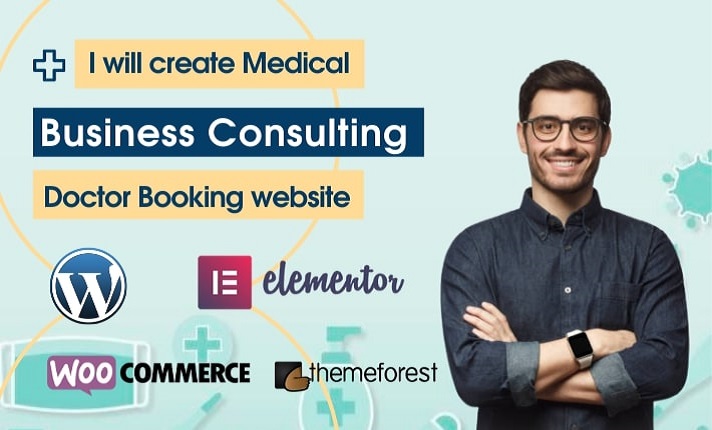 I will create Medical
Business Consulting
Doctor Booking website
W
E elementor
WOO COMMERCE
themeforest